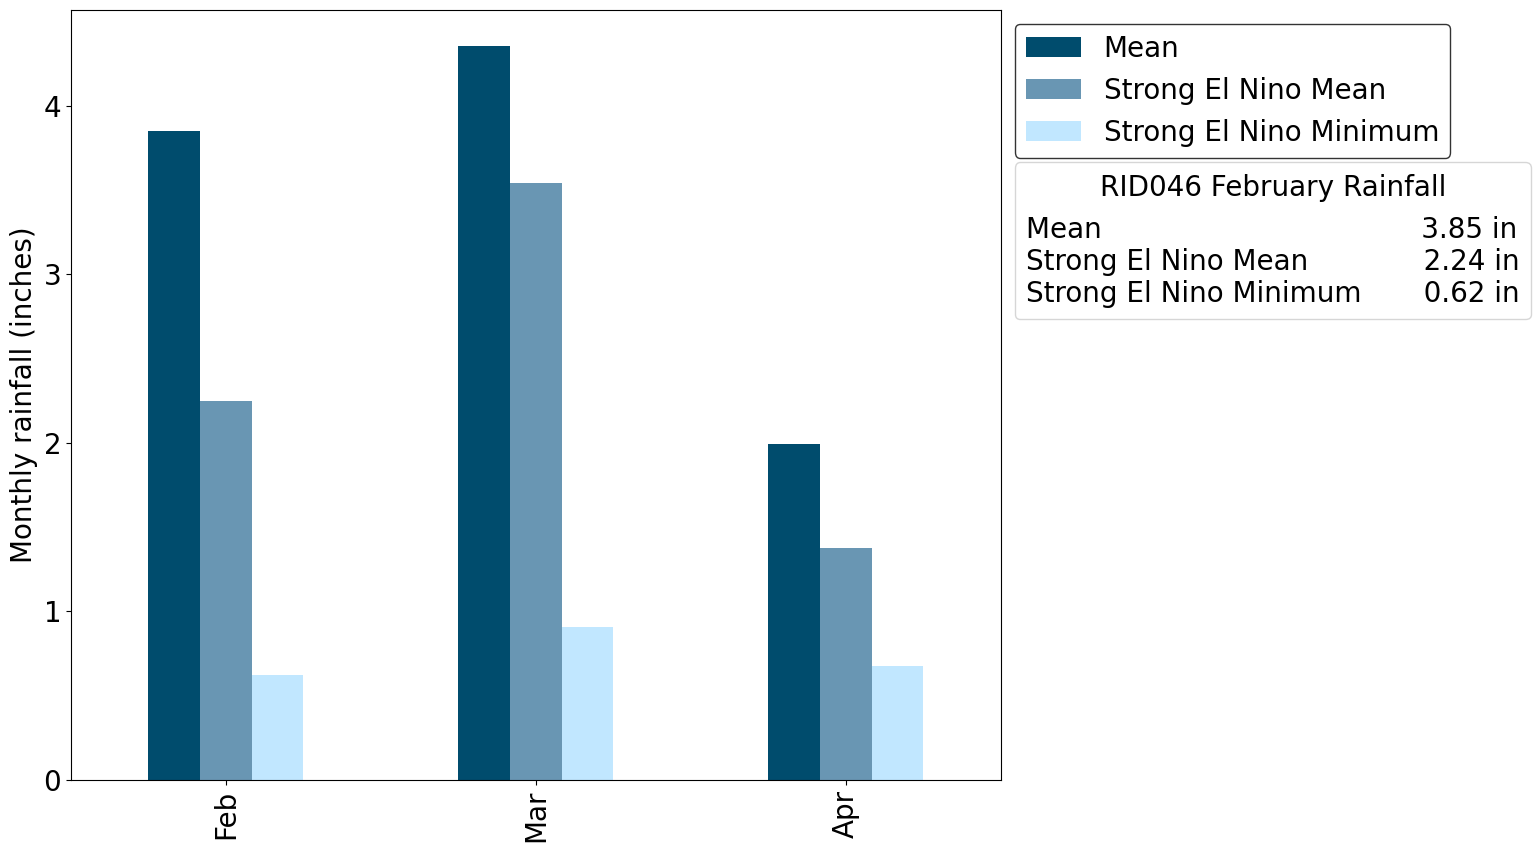 Mean
Strong El Nino Mean
Strong El Nino Minimum
RID046 February Rainfall
Mean 3.85 in
Strong El Nino Mean 2.24 in
Strong El Nino Minimum 0.62 in
Monthly rainfall (inches)
4
3
2
1
0
Feb
Mar
Apr